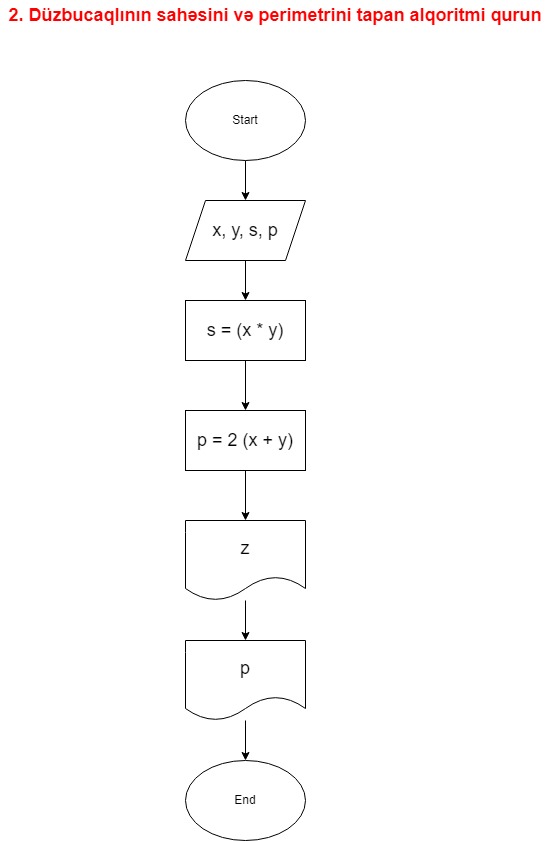 2. Düzbucaqlının sahəsini və perimetrini tapan alqoritmi qurun
Start
x, y, s, p
s = (x * y)
p = 2 (x + y)
z
p
End